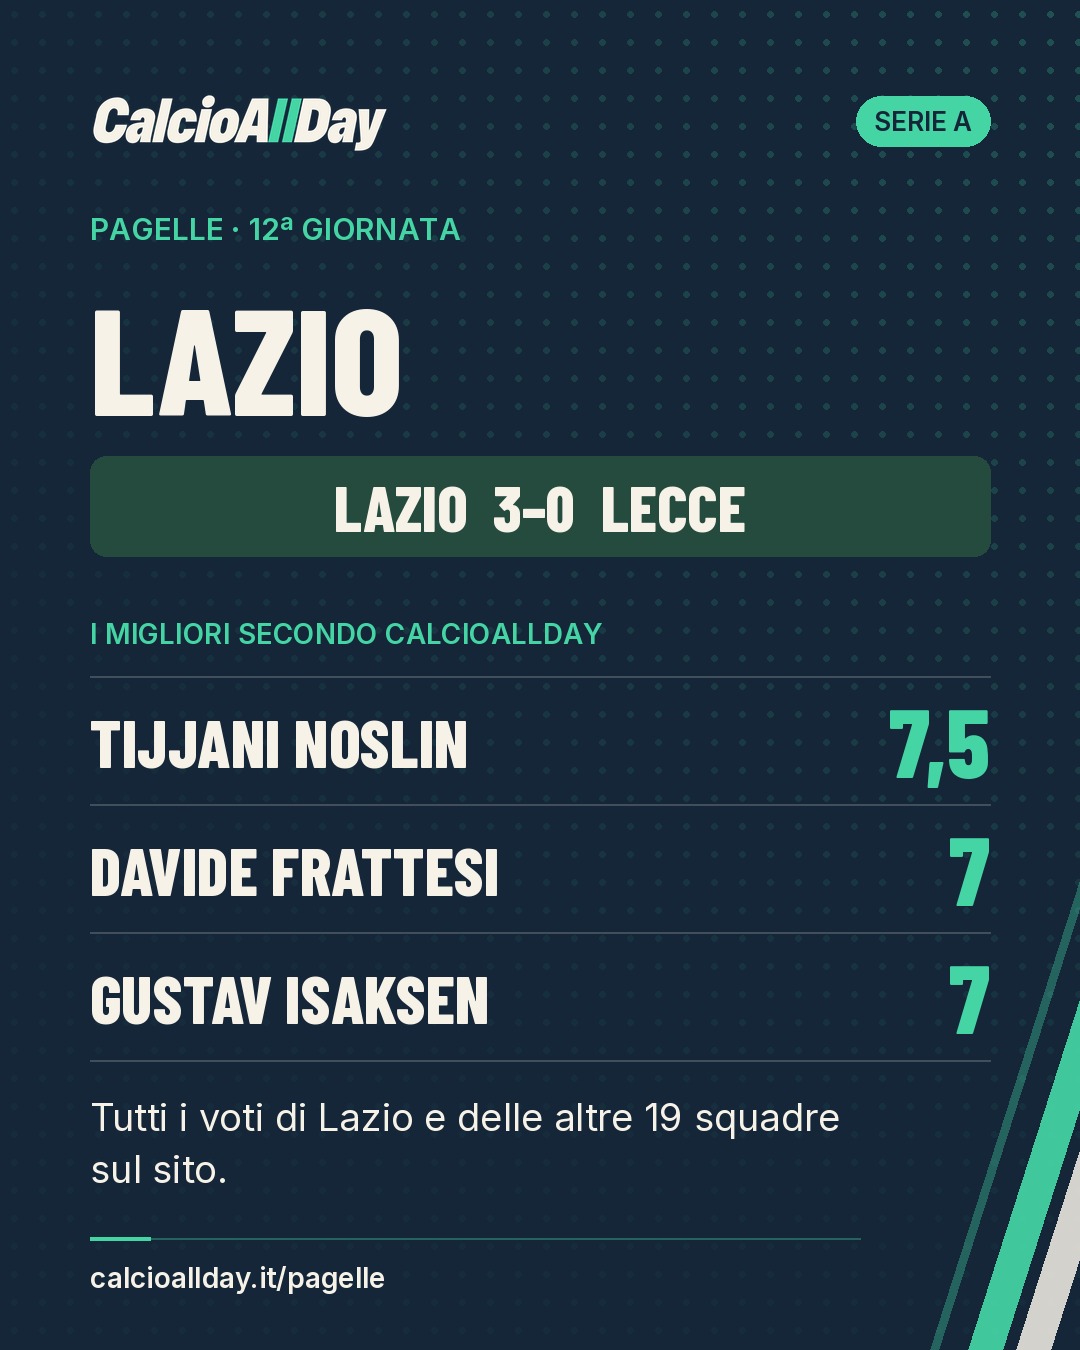 CalcioAllDay
SERIE A
PAGELLE · 12ª GIORNATA
LAZIO
LAZIO 3–0 LECCE
I MIGLIORI SECONDO CALCIOALLDAY
TIJJANI NOSLIN 7,5
DAVIDE FRATTESI 7
GUSTAV ISAKSEN 7
Tutti i voti di Lazio e delle altre 19 squadre
sul sito.
calcioallday.it/pagelle